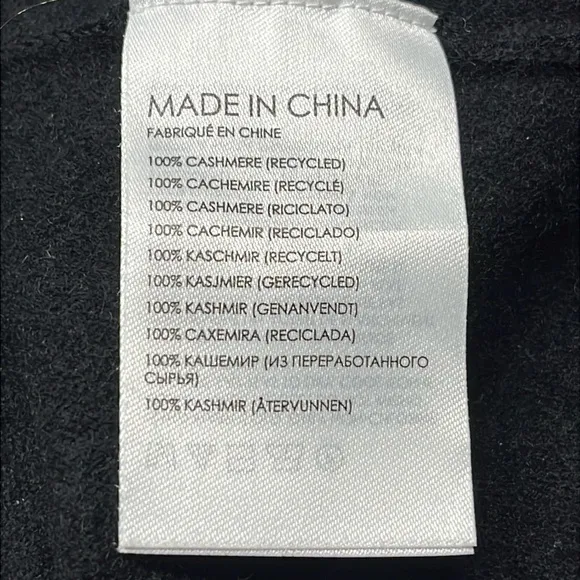 MADE IN CHINA
FABRIQUÉ EN CHINE
100% CASHMERE (RECYCLED)
100% CACHEMIRE (RECYCLÉ)
100% CASHMERE (RICICLATO)
100% CACHEMIR (RECICLADO)
100% KASCHMIR (RECYCELT)
100% KASJMIER (GERECYCLED)
100% KASHMIR (GENANVENDT)
100% CAXEMIRA (RECICLADA)
100% КАШЕМИР (ИЗ ПЕРЕРАБОТАННОГО
СЫРЬЯ)
100% KASHMIR (ÅTERVUNNEN)